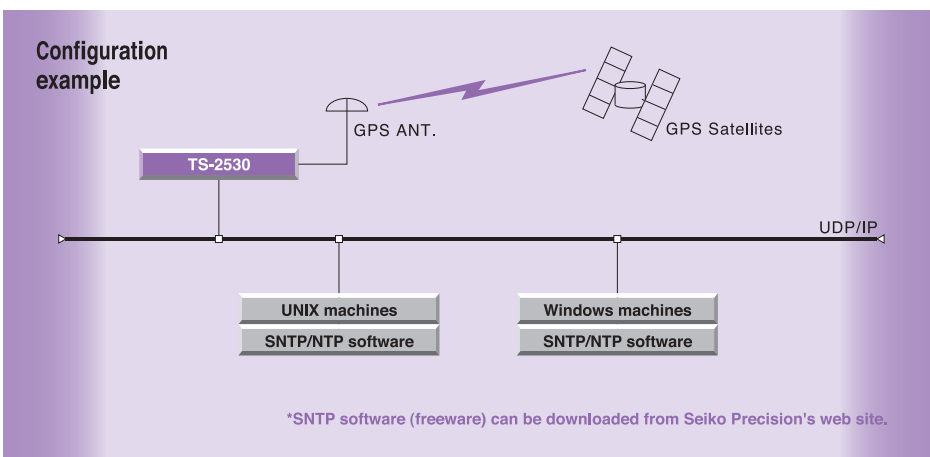 Configuration
example
GPS ANT.
GPS Satellites
TS-2530
UDP/IP
UNIX machines
SNTP/NTP software
Windows machines
SNTP/NTP software
*SNTP software (freeware) can be downloaded from Seiko Precision's web site.